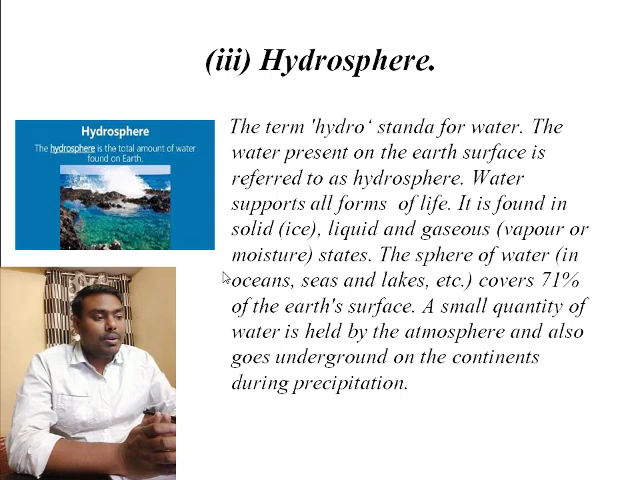 (iii) Hydrosphere.
Hydrosphere
The hydrosphere is the total amount of water
found on Earth.
The term 'hydro‘ standa for water. The
water present on the earth surface is
referred to as hydrosphere. Water
supports all forms  of life. It is found in
solid (ice), liquid and gaseous (vapour or
moisture) states. The sphere of water (in
oceans, seas and lakes, etc.) covers 71%
of the earth's surface. A small quantity of
water is held by the atmosphere and also
goes underground on the continents
during precipitation.